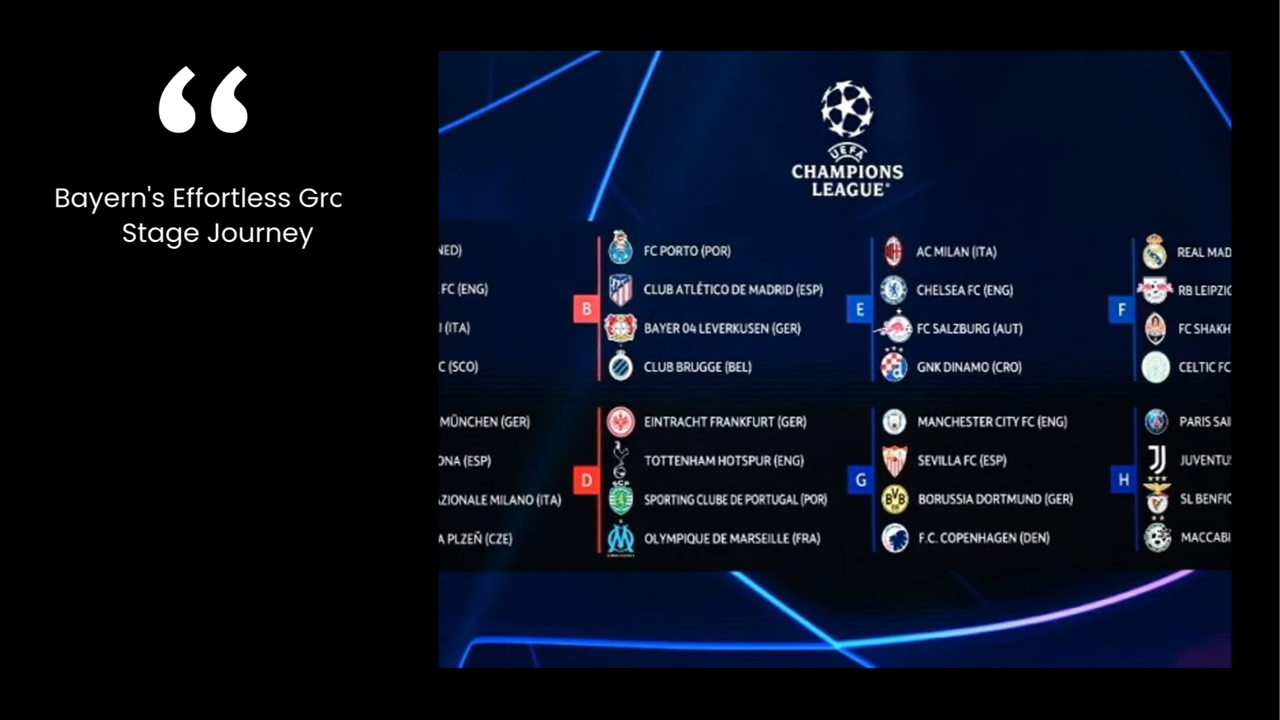 “
Bayern's Effortless Grc
Stage Journey
UEFA
CHAMPIONS
LEAGUE®
NED)
FC (ENG)
(ITA)
C (SCO)
B
FC PORTO (POR)
CLUB ATLÉTICO DE MADRID (ESP)
BAYER 04 LEVERKUSEN (GER)
CLUB BRUGGE (BEL)
E
AC MILAN (ITA)
CHELSEA FC (ENG)
FC SALZBURG (AUT)
GNK DINAMO (CRO)
F
REAL MAD
RB LEIPZIG
FC SHAKH
CELTIC FC
MÜNCHEN (GER)
ONA (ESP)
AZIONALE MILANO (ITA)
A PLZEŇ (CZE)
D
EINTRACHT FRANKFURT (GER)
TOTTENHAM HOTSPUR (ENG)
SPORTING CLUBE DE PORTUGAL (POR)
OLYMPIQUE DE MARSEILLE (FRA)
G
MANCHESTER CITY FC (ENG)
SEVILLA FC (ESP)
BORUSSIA DORTMUND (GER)
F.C. COPENHAGEN (DEN)
H
PARIS SAI
JUVENTU
SL BENFIC
MACCABI